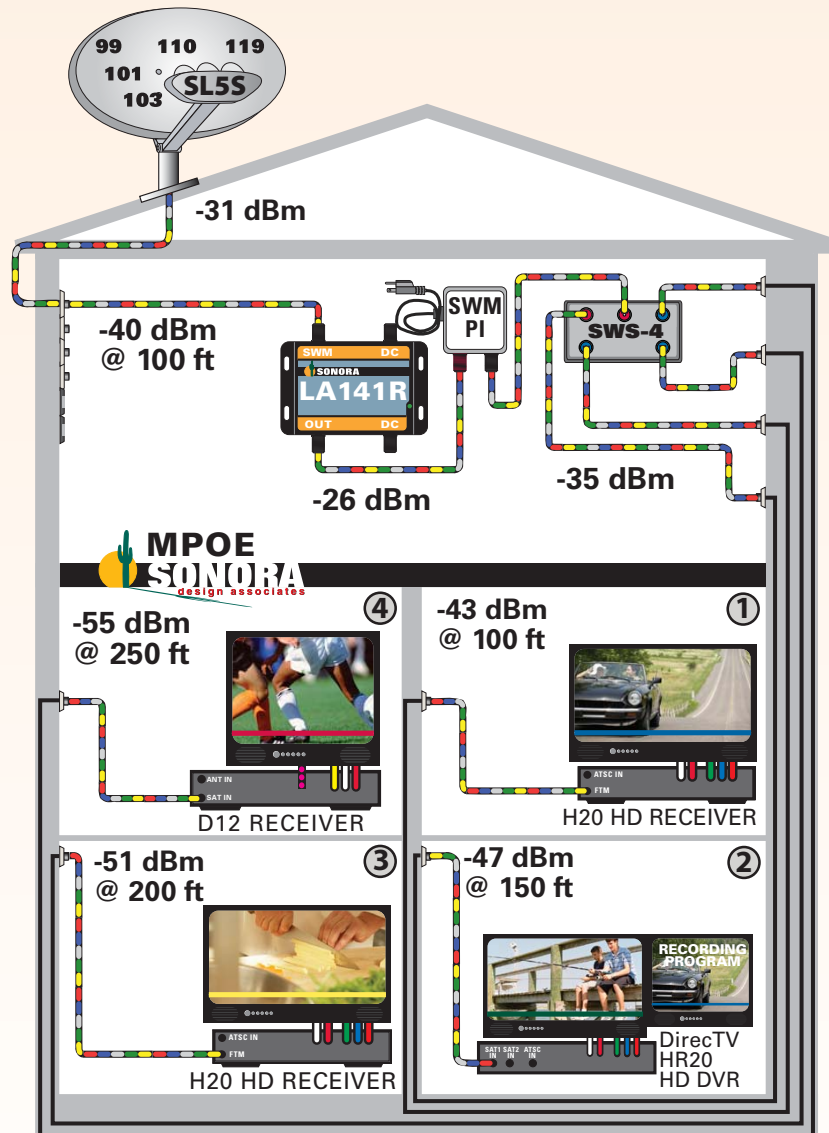 99 110 119
101
103
SL5S
-31 dBm
-40 dBm
@ 100 ft
SWM DC
SONORA
LA141R
OUT DC
SWM
PI
SWS-4
-26 dBm
-35 dBm
MPOE
SONORA
design associates
-55 dBm
@ 250 ft
4
ANT IN
SAT IN
D12 RECEIVER
-43 dBm
@ 100 ft
1
ATSC IN
FTM
H20 HD RECEIVER
-51 dBm
@ 200 ft
3
ATSC IN
FTM
H20 HD RECEIVER
-47 dBm
@ 150 ft
2
RECORDING
PROGRAM
SAT1 SAT2 ATSC
IN IN IN
DirecTV
HR20
HD DVR